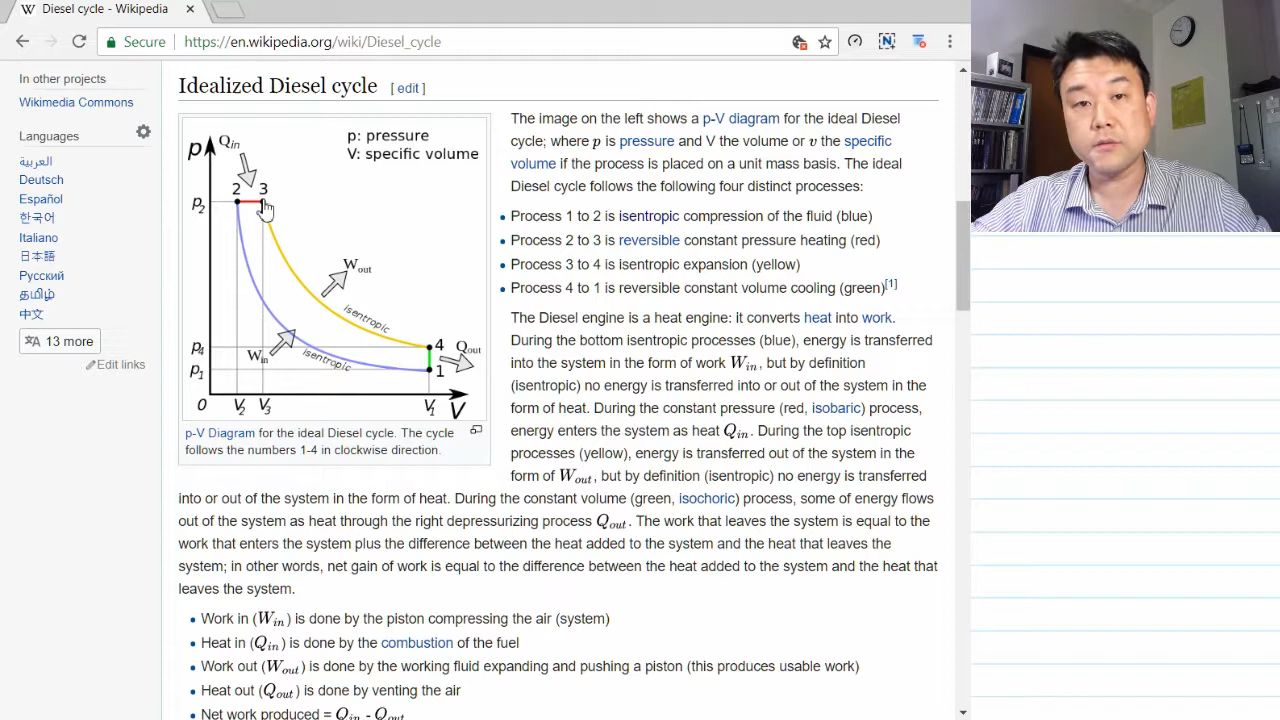 W Diesel cycle - Wikipedia ×
Secure https://en.wikipedia.org/wiki/Diesel_cycle
In other projects
Wikimedia Commons
Languages
العربية
Deutsch
Español
한국어
Italiano
日本語
Русский
தமிழ்
中文
13 more
Edit links
Idealized Diesel cycle [ edit ]
p
Qin
p: pressure
V: specific volume
2 3
p2
Wout
isentropic
Win
isentropic
p4
4 Qout
p1
1
0 V2 V3 V1 V
p-V Diagram for the ideal Diesel cycle. The cycle
follows the numbers 1-4 in clockwise direction.
The image on the left shows a p-V diagram for the ideal Diesel
cycle; where p is pressure and V the volume or v the specific
volume if the process is placed on a unit mass basis. The ideal
Diesel cycle follows the following four distinct processes:
• Process 1 to 2 is isentropic compression of the fluid (blue)
• Process 2 to 3 is reversible constant pressure heating (red)
• Process 3 to 4 is isentropic expansion (yellow)
• Process 4 to 1 is reversible constant volume cooling (green)[1]
The Diesel engine is a heat engine: it converts heat into work.
During the bottom isentropic processes (blue), energy is transferred
into the system in the form of work Win, but by definition
(isentropic) no energy is transferred into or out of the system in the
form of heat. During the constant pressure (red, isobaric) process,
energy enters the system as heat Qin. During the top isentropic
processes (yellow), energy is transferred out of the system in the
form of Wout, but by definition (isentropic) no energy is transferred
into or out of the system in the form of heat. During the constant volume (green, isochoric) process, some of energy flows
out of the system as heat through the right depressurizing process Qout. The work that leaves the system is equal to the
work that enters the system plus the difference between the heat added to the system and the heat that leaves the
system; in other words, net gain of work is equal to the difference between the heat added to the system and the heat that
leaves the system.
• Work in (Win) is done by the piston compressing the air (system)
• Heat in (Qin) is done by the combustion of the fuel
• Work out (Wout) is done by the working fluid expanding and pushing a piston (this produces usable work)
• Heat out (Qout) is done by venting the air
• Net work produced = Qin - Qout